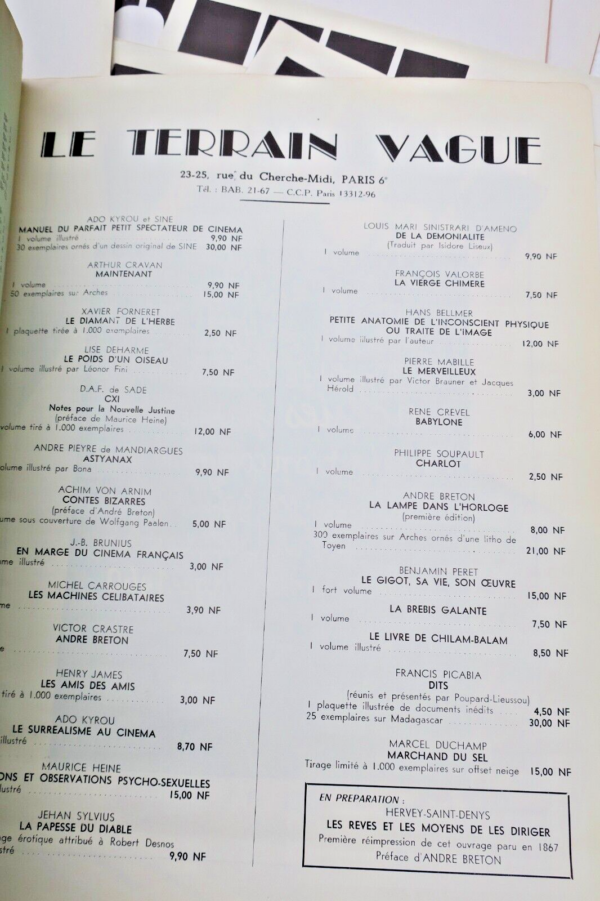 LE TERRAIN VAGUE
23-25, rue du Cherche-Midi, PARIS 6e
Tél. : BAB. 21-67 — C.C.P. Paris 13312-96
ADO KYROU et SINE
MANUEL DU PARFAIT PETIT SPECTATEUR DE CINEMA
1 volume illustré 9,90 NF
30 exemplaires ornés d'un dessin original de SINE 30,00 NF
ARTHUR CRAVAN
MAINTENANT
1 volume 9,90 NF
50 exemplaires sur Arches 15,00 NF
XAVIER FORNERET
LE DIAMANT DE L'HERBE
1 plaquette tirée à 1.000 exemplaires 2,50 NF
LISE DEHARME
LE POIDS D'UN OISEAU
1 volume illustré par Léonor Fini 7,50 NF
D.A.F. de SADE
CXI
Notes pour la Nouvelle Justine
(préface de Maurice Heine)
volume tiré à 1.000 exemplaires 12,00 NF
ANDRE PIEYRE de MANDIARGUES
ASTYANAX
volume illustré par Bona 9,90 NF
ACHIM VON ARNIM
CONTES BIZARRES
(préface d'André Breton)
ume sous couverture de Wolfgang Paalen 5,00 NF
J.-B. BRUNIUS
EN MARGE DU CINEMA FRANÇAIS
me illustré 3,00 NF
MICHEL CARROUGES
LES MACHINES CELIBATAIRES
me 3,90 NF
VICTOR CRASTRE
ANDRE BRETON
e 7,50 NF
HENRY JAMES
LES AMIS DES AMIS
tiré à 1.000 exemplaires 3,00 NF
ADO KYROU
LE SURREALISME AU CINEMA
illustré 8,70 NF
MAURICE HEINE
ONS ET OBSERVATIONS PSYCHO-SEXUELLES
ustré 15,00 NF
JEHAN SYLVIUS
LA PAPESSE DU DIABLE
age érotique attribué à Robert Desnos
stré 9,90 NF
LOUIS MARI SINISTRARI D'AMENO
DE LA DEMONIALITE
(Traduit par Isidore Liseux)
1 volume 9,90 NF
FRANÇOIS VALORBE
LA VIERGE CHIMERE
1 volume 7,50 NF
HANS BELLMER
PETITE ANATOMIE DE L'INCONSCIENT PHYSIQUE
OU TRAITE DE L'IMAGE
1 volume illustré par l'auteur 12,00 NF
PIERRE MABILLE
LE MERVEILLEUX
1 volume illustré par Victor Brauner et Jacques
Hérold 3,00 NF
RENE CREVEL
BABYLONE
1 volume 6,00 NF
PHILIPPE SOUPAULT
CHARLOT
1 volume 2,50 NF
ANDRE BRETON
LA LAMPE DANS L'HORLOGE
(première édition)
1 volume 8,00 NF
300 exemplaires sur Arches ornés d'une litho de
Toyen 21,00 NF
BENJAMIN PERET
LE GIGOT, SA VIE, SON ŒUVRE
1 fort volume 15,00 NF
LA BREBIS GALANTE
1 volume 7,50 NF
LE LIVRE DE CHILAM-BALAM
1 volume illustré 8,50 NF
FRANCIS PICABIA
DITS
(réunis et présentés par Poupard-Lieussou)
1 plaquette illustrée de documents inédits 4,50 NF
25 exemplaires sur Madagascar 30,00 NF
MARCEL DUCHAMP
MARCHAND DU SEL
Tirage limité à 1.000 exemplaires sur offset neige 15,00 NF
EN PREPARATION :
HERVEY-SAINT-DENYS
LES REVES ET LES MOYENS DE LES DIRIGER
Première réimpression de cet ouvrage paru en 1867
Préface d'ANDRE BRETON